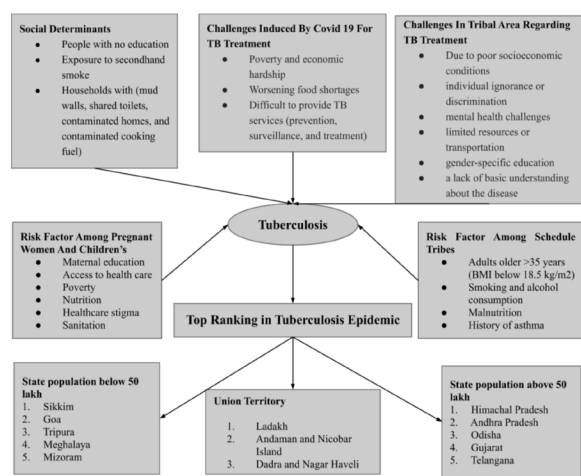 Social Determinants
● People with no education
● Exposure to secondhand
smoke
● Households with (mud
walls, shared toilets,
contaminated homes, and
contaminated cooking
fuel)
Challenges Induced By Covid 19 For
TB Treatment
● Poverty and economic
hardship
● Worsening food shortages
● Difficult to provide TB
services (prevention,
surveillance, and treatment)
Challenges In Tribal Area Regarding
TB Treatment
● Due to poor socioeconomic
conditions
● individual ignorance or
discrimination
● mental health challenges
● limited resources or
transportation
● gender-specific education
● a lack of basic understanding
about the disease
Tuberculosis
Risk Factor Among Pregnant
Women And Children's
● Maternal education
● Access to health care
● Poverty
● Nutrition
● Healthcare stigma
● Sanitation
Risk Factor Among Schedule
Tribes
● Adults older >35 years
(BMI below 18.5 kg/m2)
● Smoking and alcohol
consumption
● Malnutrition
● History of asthma
Top Ranking in Tuberculosis Epidemic
State population below 50
lakh
1. Sikkim
2. Goa
3. Tripura
4. Meghalaya
5. Mizoram
Union Territory
1. Ladakh
2. Andaman and Nicobar
Island
3. Dadra and Nagar Haveli
State population above 50
lakh
1. Himachal Pradesh
2. Andhra Pradesh
3. Odisha
4. Gujarat
5. Telangana